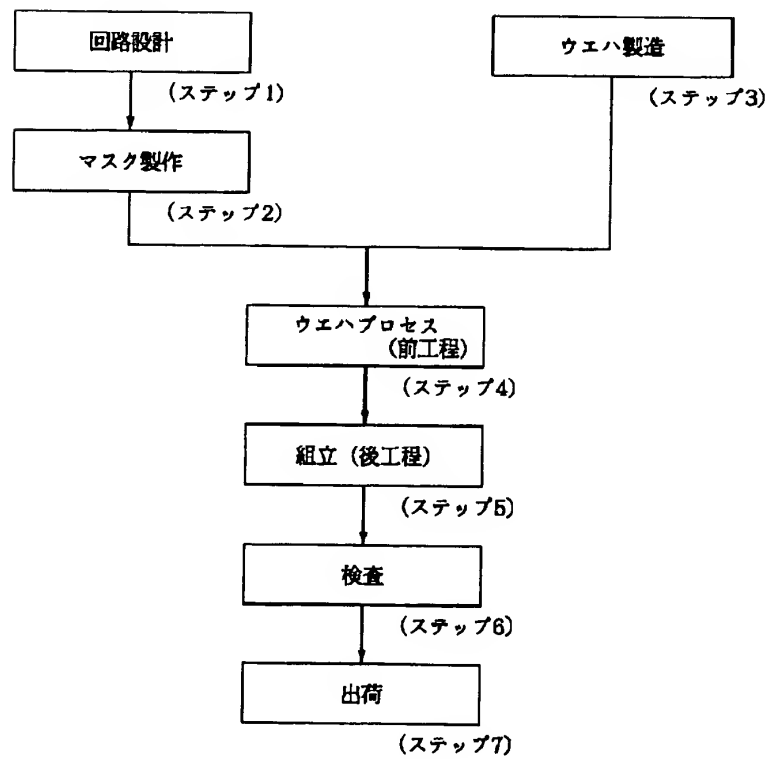 回路設計
(ステップ1)
ウエハ製造
(ステップ3)
マスク製作
(ステップ2)
ウエハプロセス
(前工程)
(ステップ4)
組立(後工程)
(ステップ5)
検査
(ステップ6)
出荷
(ステップ7)